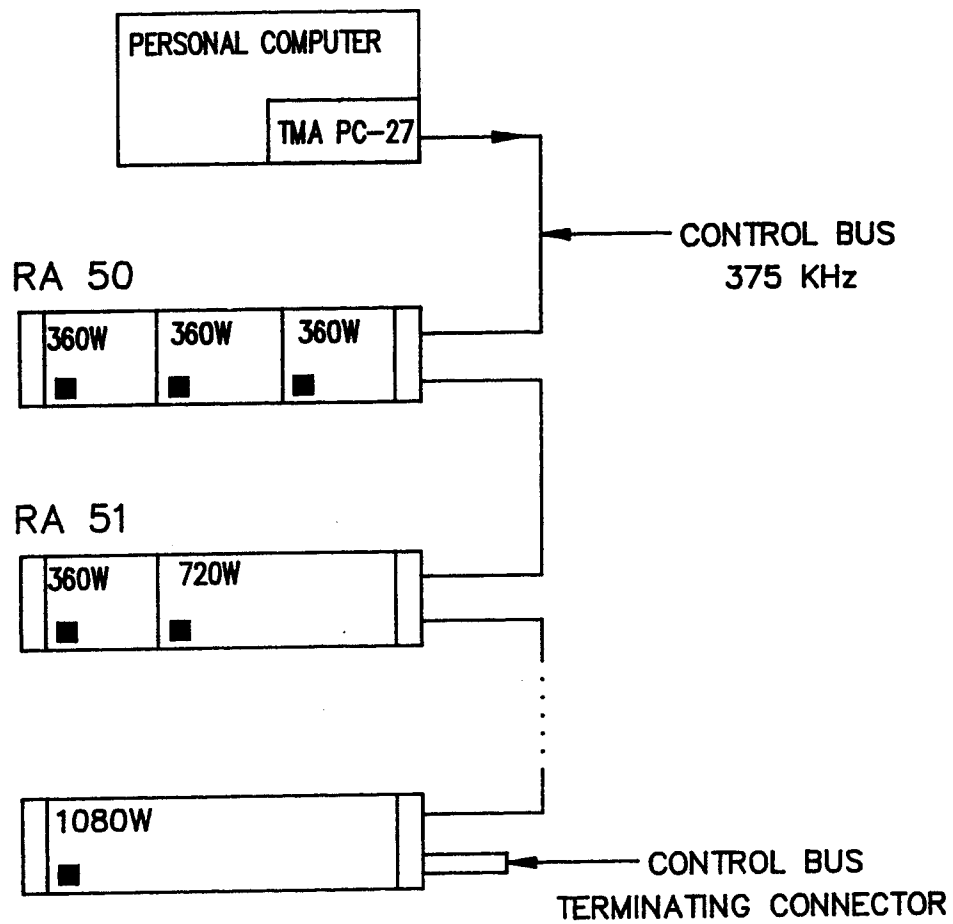 PERSONAL COMPUTER
TMA PC-27
CONTROL BUS
375 KHz
RA 50
360W 360W 360W
RA 51
360W 720W
1080W
CONTROL BUS
TERMINATING CONNECTOR